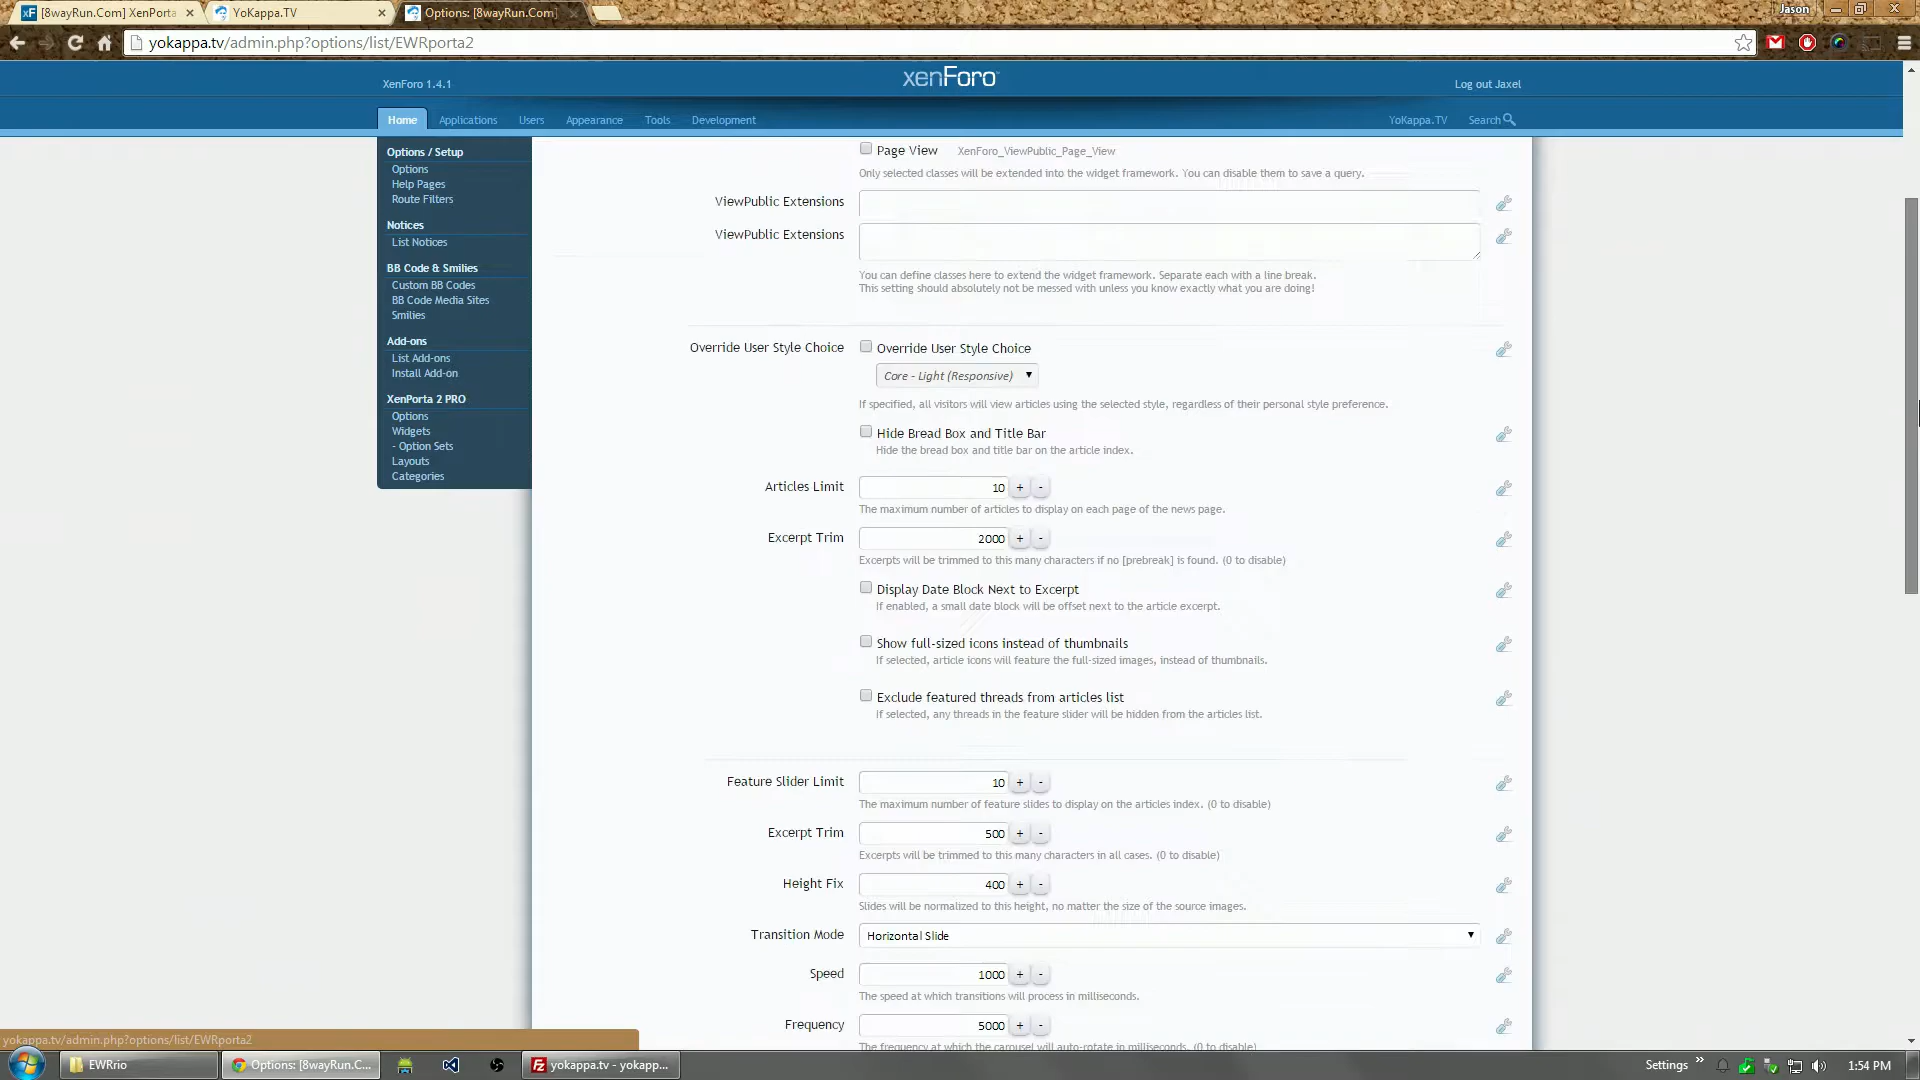 [8wayRun.Com] XenPorta
YoKappa.TV
Options: [8wayRun.Com]
Jason
yokappa.tv/admin.php?options/list/EWRporta2
XenForo 1.4.1
xenForo
Log out Jaxel
Home
Applications
Users
Appearance
Tools
Development
YoKappa.TV
Search
Options / Setup
Options
Help Pages
Route Filters
Notices
List Notices
BB Code & Smilies
Custom BB Codes
BB Code Media Sites
Smilies
Add-ons
List Add-ons
Install Add-on
XenPorta 2 PRO
Options
Widgets
- Option Sets
Layouts
Categories
Page View XenForo_ViewPublic_Page_View
Only selected classes will be extended into the widget framework. You can disable them to save a query.
ViewPublic Extensions
ViewPublic Extensions
You can define classes here to extend the widget framework. Separate each with a line break.
This setting should absolutely not be messed with unless you know exactly what you are doing!
Override User Style Choice
Override User Style Choice
Core - Light (Responsive)
If specified, all visitors will view articles using the selected style, regardless of their personal style preference.
Hide Bread Box and Title Bar
Hide the bread box and title bar on the article index.
Articles Limit 10 + -
The maximum number of articles to display on each page of the news page.
Excerpt Trim 2000 + -
Excerpts will be trimmed to this many characters if no [prebreak] is found. (0 to disable)
Display Date Block Next to Excerpt
If enabled, a small date block will be offset next to the article excerpt.
Show full-sized icons instead of thumbnails
If selected, article icons will feature the full-sized images, instead of thumbnails.
Exclude featured threads from articles list
If selected, any threads in the feature slider will be hidden from the articles list.
Feature Slider Limit 10 + -
The maximum number of feature slides to display on the articles index. (0 to disable)
Excerpt Trim 500 + -
Excerpts will be trimmed to this many characters in all cases. (0 to disable)
Height Fix 400 + -
Slides will be normalized to this height, no matter the size of the source images.
Transition Mode Horizontal Slide
Speed 1000 + -
The speed at which transitions will process in milliseconds.
Frequency 5000 + -
The frequency at which the carousel will auto-rotate in milliseconds. (0 to disable)
yokappa.tv/admin.php?options/list/EWRporta2
EWRrio
Options: [8wayRun.C...
yokappa.tv - yokapp...
Settings
1:54 PM